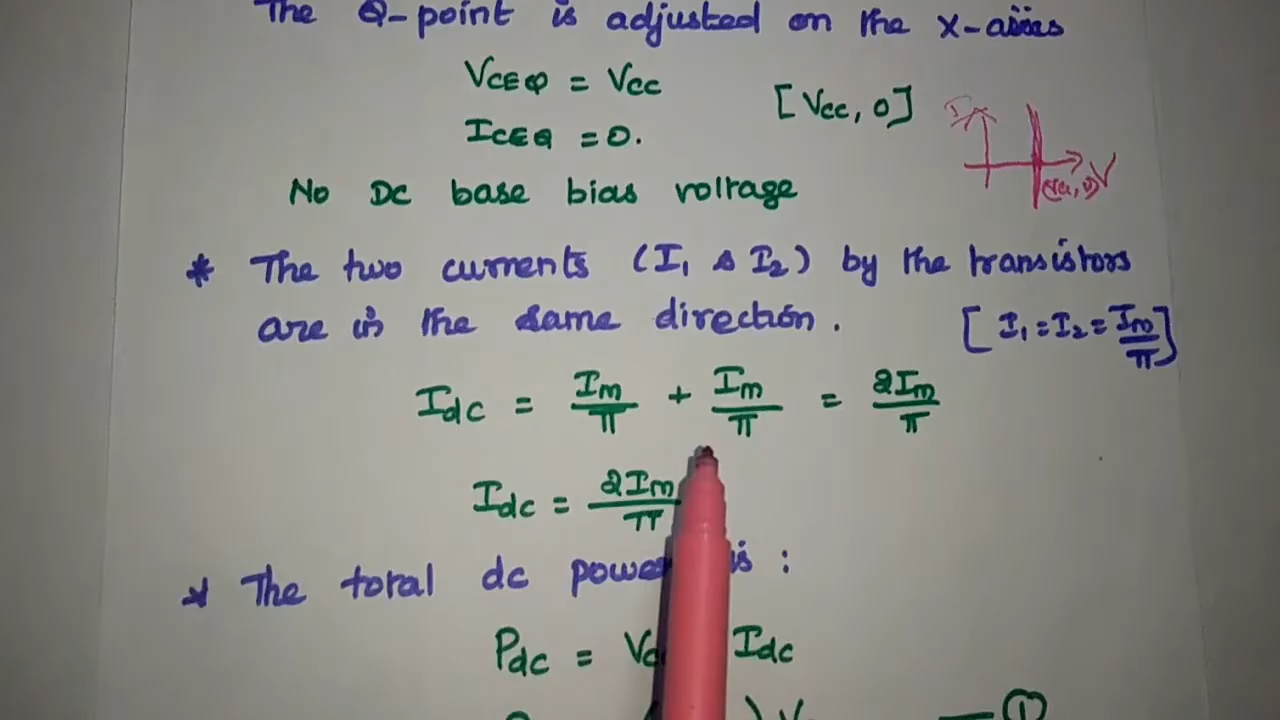 The Q-point is adjusted on the x-axis
VCEQ = VCC
[VCC, 0]
ICEQ = 0.
I
V
No DC base bias voltage
* The two currents (I1 & I2) by the transistors
are in the same direction.
[I1 = I2 = Im/π]
Idc = Im/π + Im/π = 2Im/π
Idc = 2Im/π
* The total dc power is :
Pdc = Idc
①